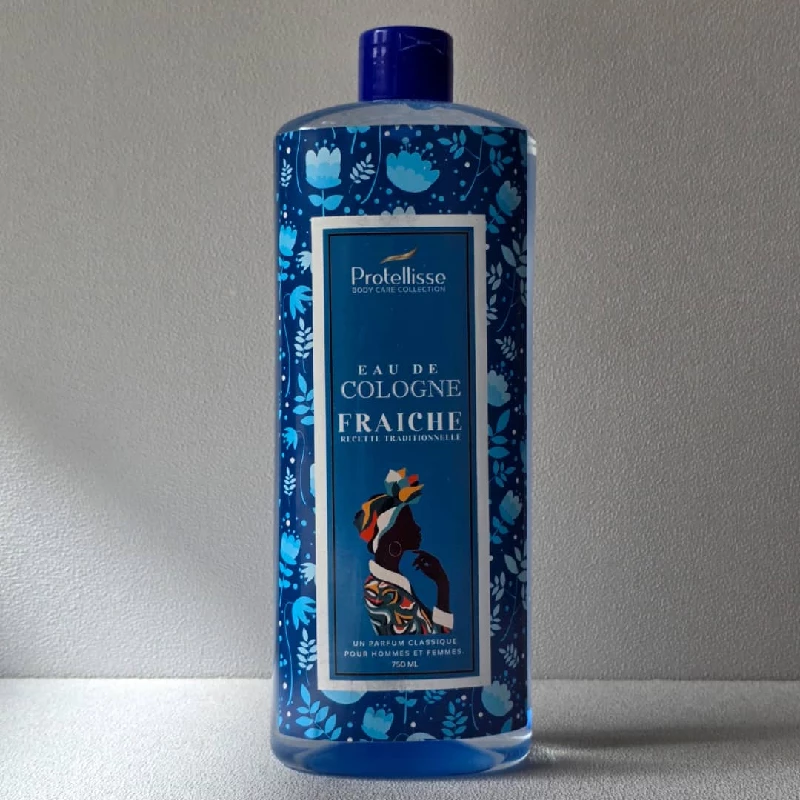 Protellisse
BODY CARE COLLECTION
EAU DE
COLOGNE
FRAICHE
RECETTE TRADITIONNELLE
UN PARFUM CLASSIQUE
POUR HOMMES ET FEMMES.
750 ML